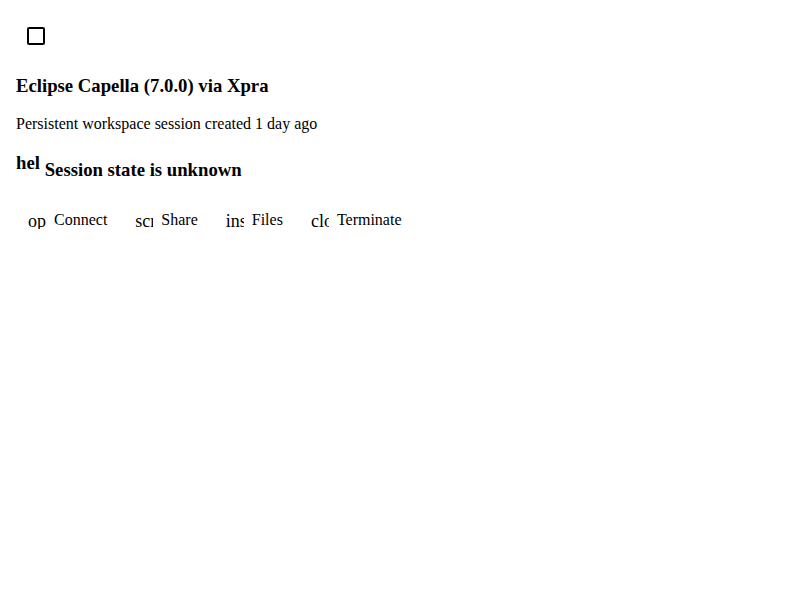 Eclipse Capella (7.0.0) via Xpra
Persistent workspace session created 1 day ago
hel Session state is unknown
op Connect scr Share ins Files clo Terminate